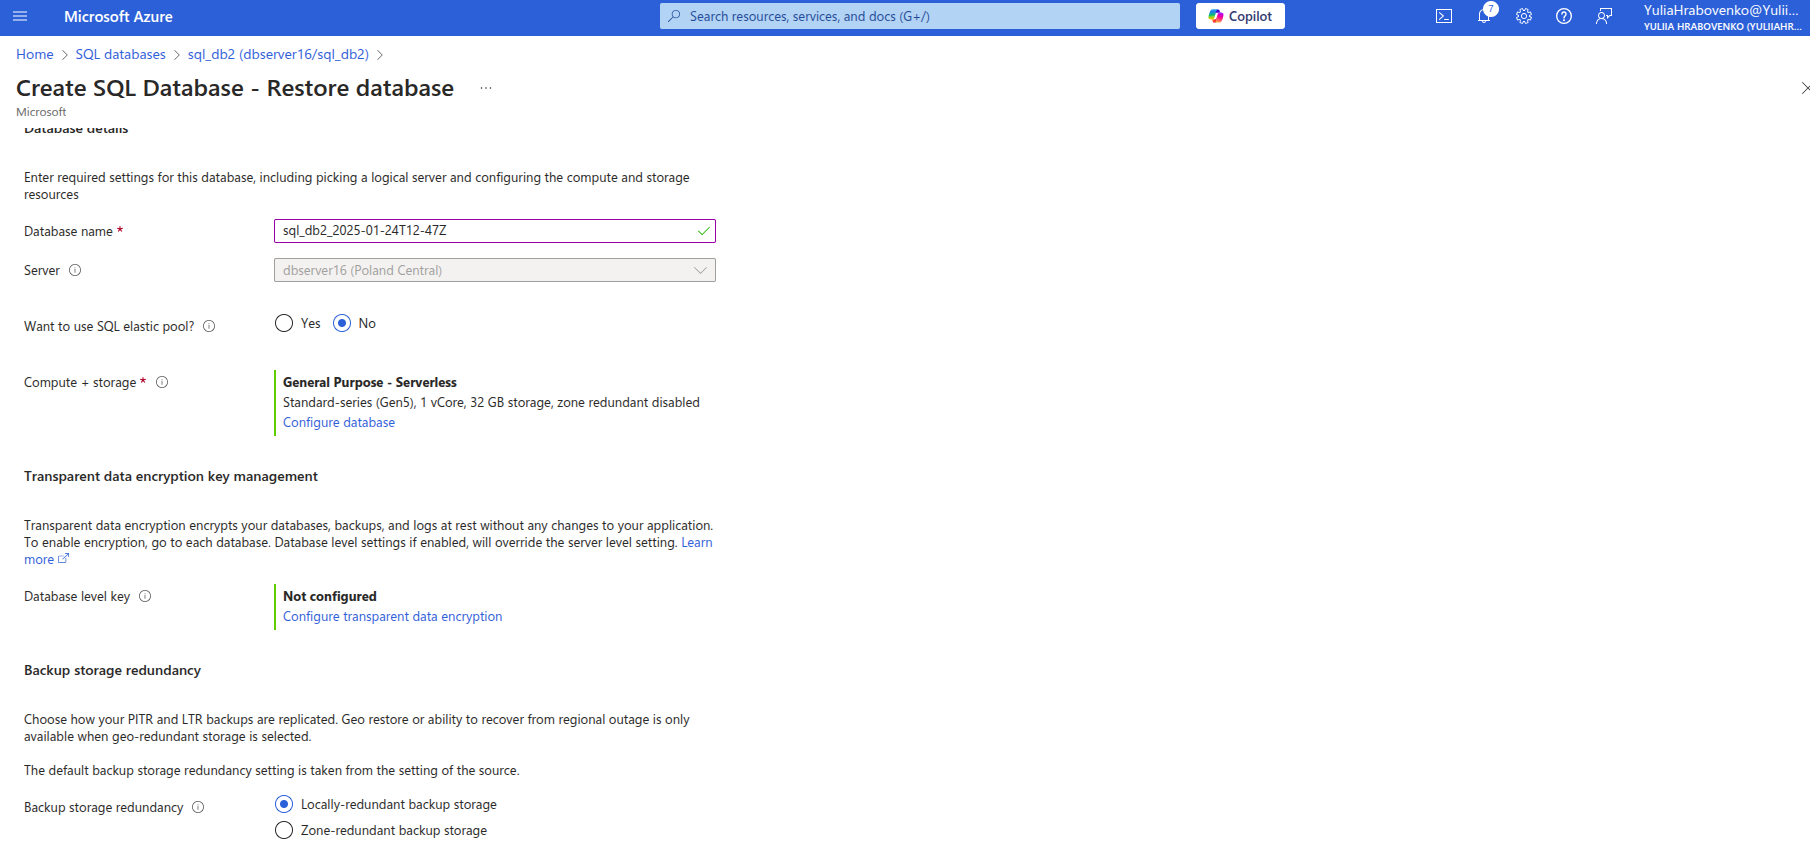 Microsoft Azure
Search resources, services, and docs (G+/)
Copilot
7
YuliaHrabovenko@Yulii...
YULIIA HRABOVENKO (YULIIAHR...
Home > SQL databases > sql_db2 (dbserver16/sql_db2) >
Create SQL Database - Restore database ...
Microsoft
Database details
Enter required settings for this database, including picking a logical server and configuring the compute and storage
resources
Database name *
sql_db2_2025-01-24T12-47Z
Server
dbserver16 (Poland Central)
Want to use SQL elastic pool?
Yes No
Compute + storage *
General Purpose - Serverless
Standard-series (Gen5), 1 vCore, 32 GB storage, zone redundant disabled
Configure database
Transparent data encryption key management
Transparent data encryption encrypts your databases, backups, and logs at rest without any changes to your application.
To enable encryption, go to each database. Database level settings if enabled, will override the server level setting. Learn
more
Database level key
Not configured
Configure transparent data encryption
Backup storage redundancy
Choose how your PITR and LTR backups are replicated. Geo restore or ability to recover from regional outage is only
available when geo-redundant storage is selected.
The default backup storage redundancy setting is taken from the setting of the source.
Backup storage redundancy
Locally-redundant backup storage
Zone-redundant backup storage